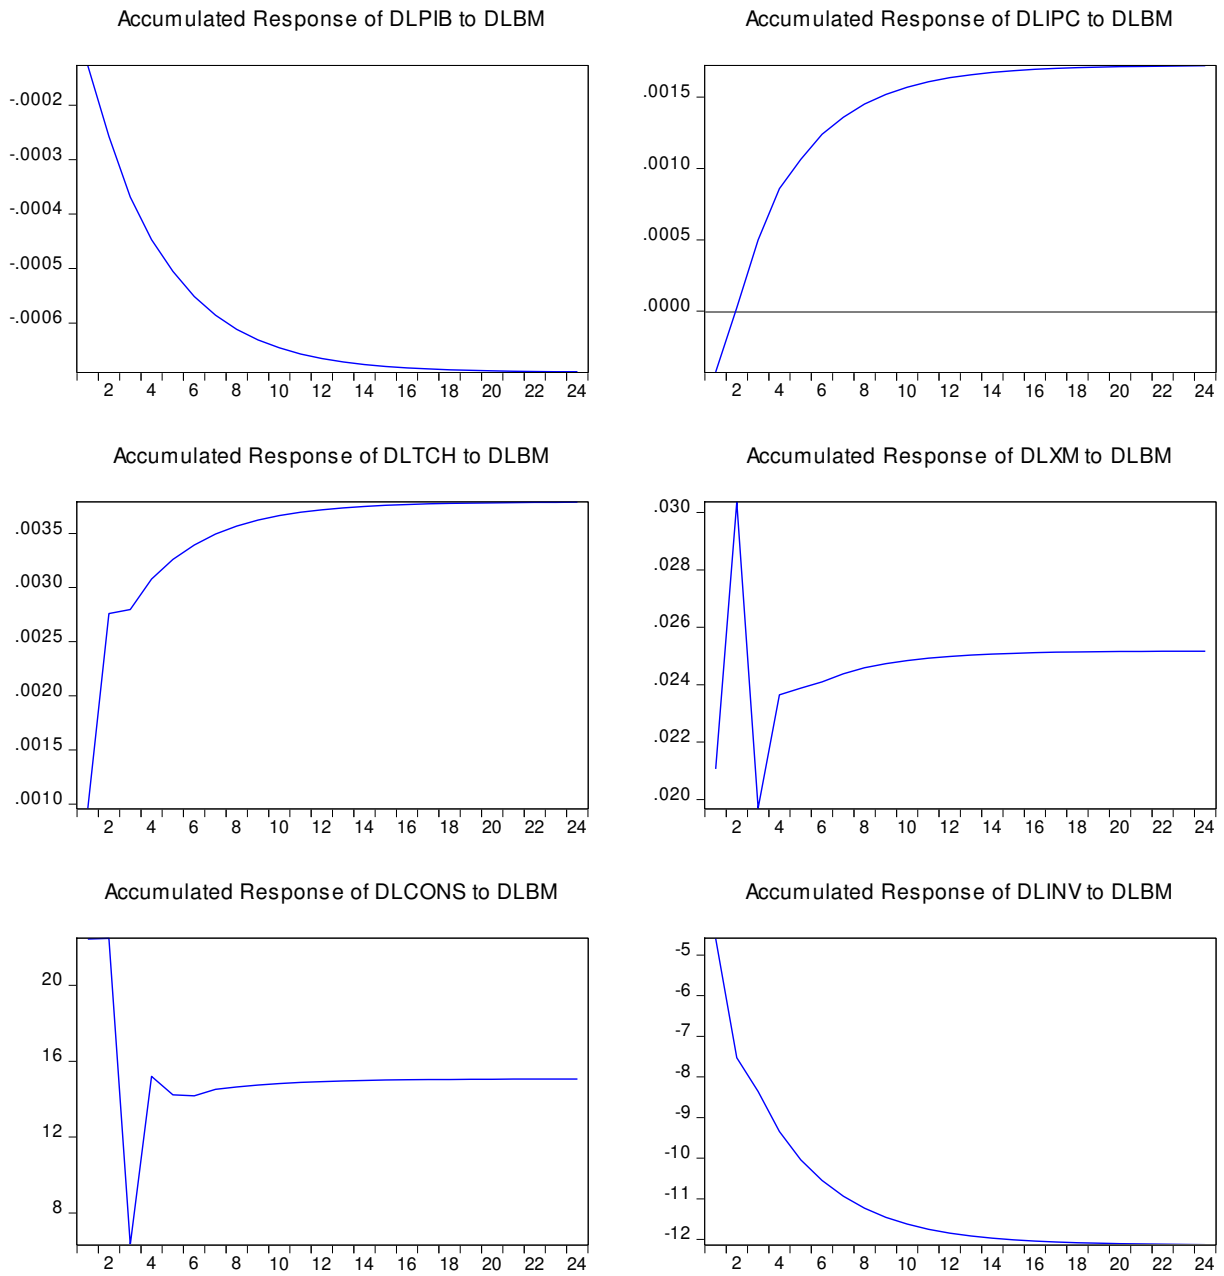 Accumulated Response of DLPIB to DLBM
-.0002
-.0003
-.0004
-.0005
-.0006
2 4 6 8 10 12 14 16 18 20 22 24
Accumulated Response of DLIPC to DLBM
.0015
.0010
.0005
.0000
2 4 6 8 10 12 14 16 18 20 22 24
Accumulated Response of DLTCH to DLBM
.0035
.0030
.0025
.0020
.0015
.0010
2 4 6 8 10 12 14 16 18 20 22 24
Accumulated Response of DLXM to DLBM
.030
.028
.026
.024
.022
.020
2 4 6 8 10 12 14 16 18 20 22 24
Accumulated Response of DLCONS to DLBM
20
16
12
8
2 4 6 8 10 12 14 16 18 20 22 24
Accumulated Response of DLINV to DLBM
-5
-6
-7
-8
-9
-10
-11
-12
2 4 6 8 10 12 14 16 18 20 22 24